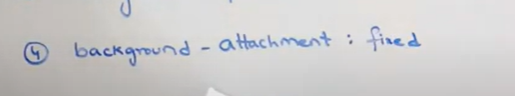 ④ background - attachment : fixed